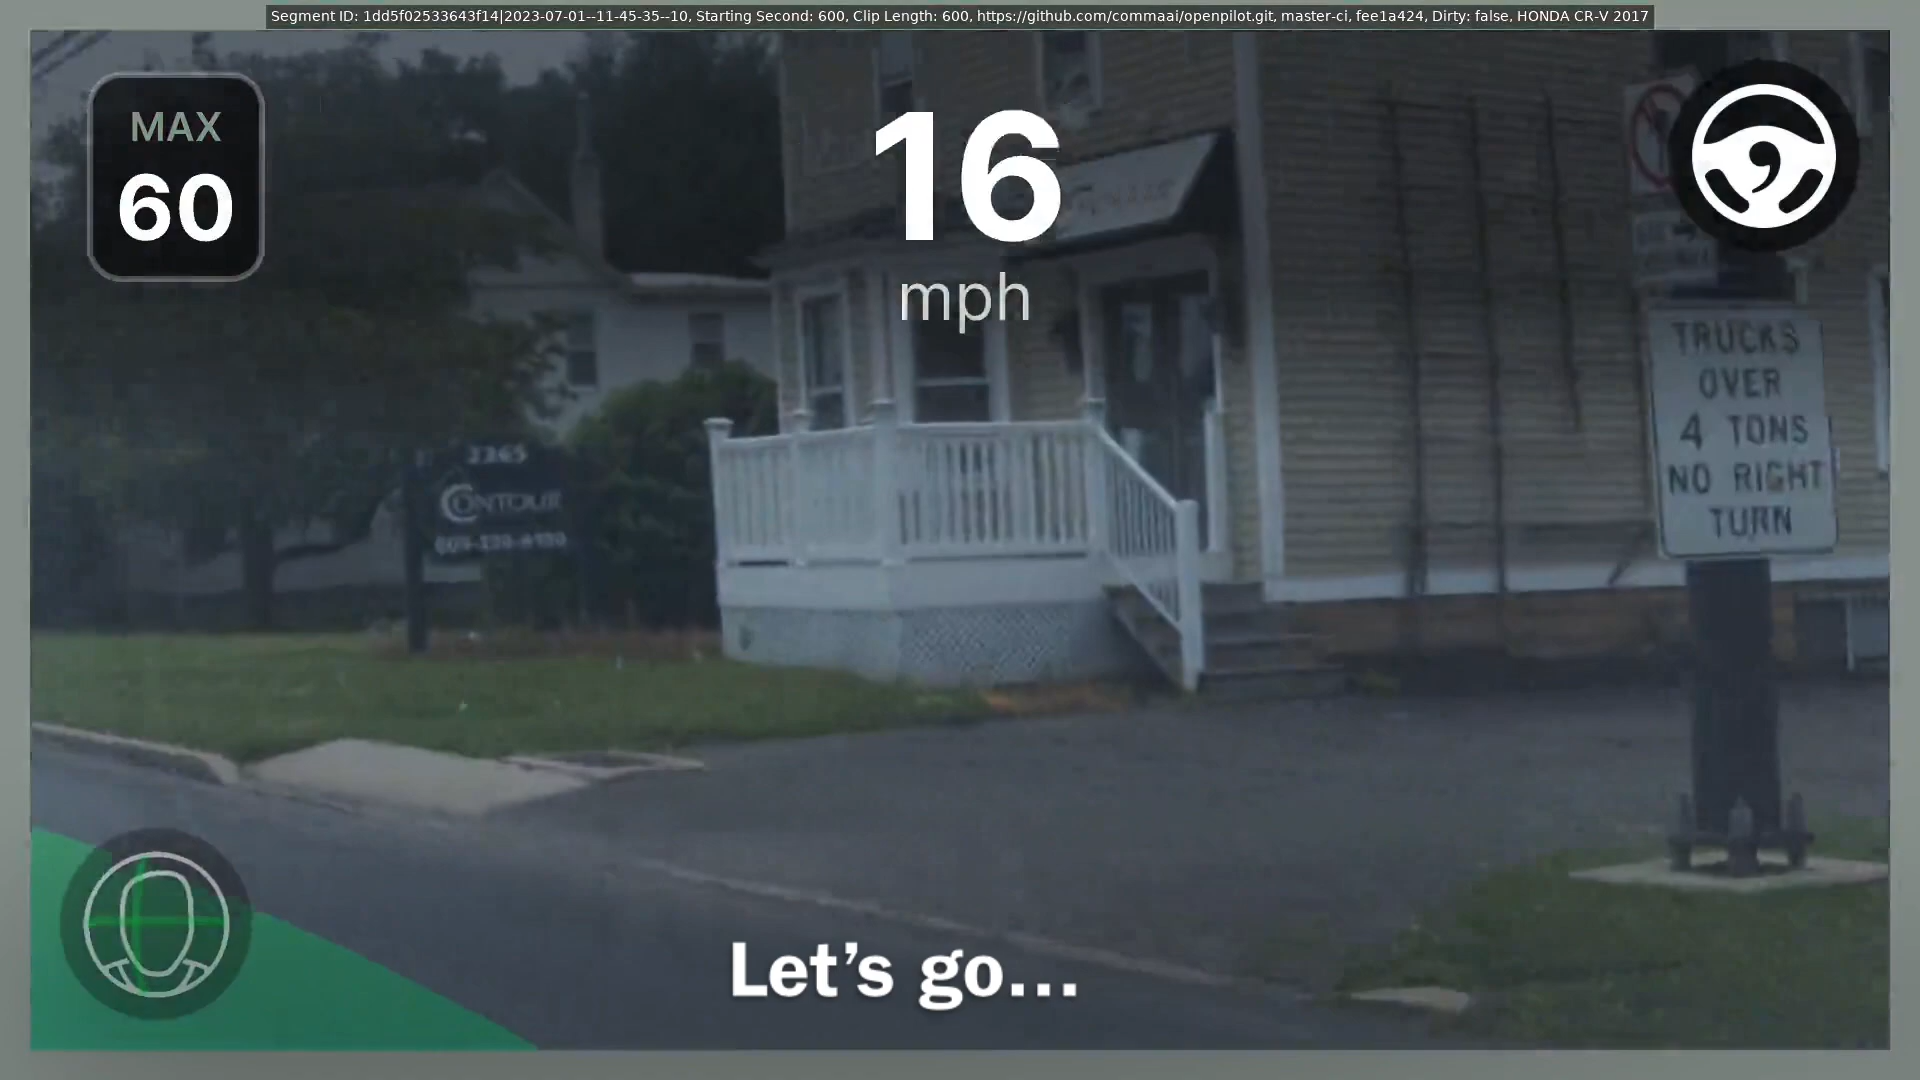 Segment ID: 1dd5f02533643f14|2023-07-01--11-45-35--10, Starting Second: 600, Clip Length: 600, https://github.com/commaai/openpilot.git, master-ci, fee1a424, Dirty: false, HONDA CR-V 2017
MAX
60
16
mph
TRUCKS
OVER
4 TONS
NO RIGHT
TURN
2265
CONTOUR
Let's go...